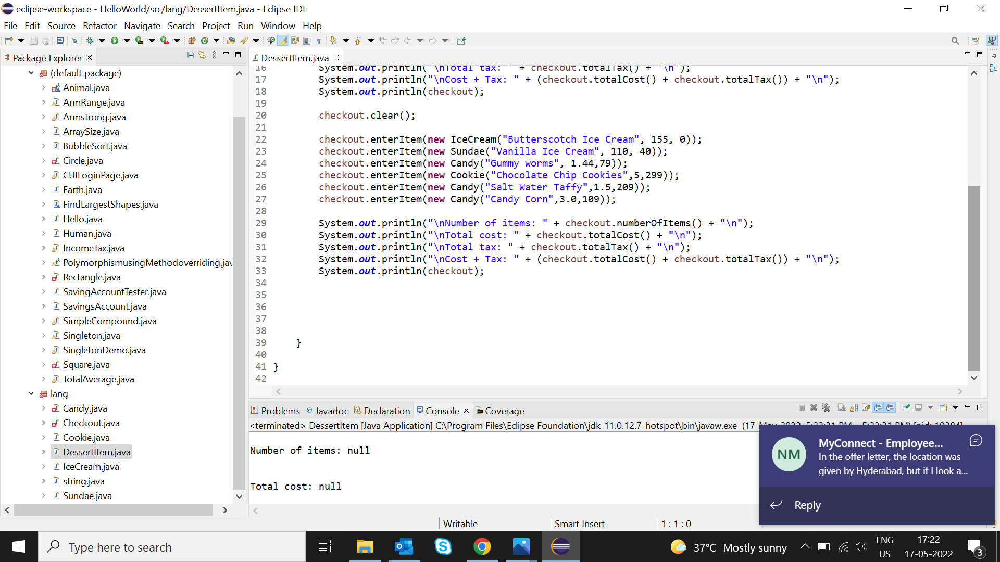 eclipse-workspace - HelloWorld/src/lang/DessertItem.java - Eclipse IDE
File Edit Source Refactor Navigate Search Project Run Window Help
Package Explorer
(default package)
Animal.java
ArmRange.java
Armstrong.java
ArraySize.java
BubbleSort.java
Circle.java
CUILoginPage.java
Earth.java
FindLargestShapes.java
Hello.java
Human.java
IncomeTax.java
PolymorphismusingMethodoverriding.jav
Rectangle.java
SavingAccountTester.java
SavingsAccount.java
SimpleCompound.java
Singleton.java
SingletonDemo.java
Square.java
TotalAverage.java
lang
Candy.java
Checkout.java
Cookie.java
DessertItem.java
IceCream.java
string.java
Sundae.java
DessertItem.java
16 System.out.println("\nTotal tax: " + checkout.totalTax() + "\n");
17 System.out.println("\nCost + Tax: " + (checkout.totalCost() + checkout.totalTax()) + "\n");
18 System.out.println(checkout);
19
20 checkout.clear();
21
22 checkout.enterItem(new IceCream("Butterscotch Ice Cream", 155, 0));
23 checkout.enterItem(new Sundae("Vanilla Ice Cream", 110, 40));
24 checkout.enterItem(new Candy("Gummy worms", 1.44,79));
25 checkout.enterItem(new Cookie("Chocolate Chip Cookies",5,299));
26 checkout.enterItem(new Candy("Salt Water Taffy",1.5,209));
27 checkout.enterItem(new Candy("Candy Corn",3.0,109));
28
29 System.out.println("\nNumber of items: " + checkout.numberOfItems() + "\n");
30 System.out.println("\nTotal cost: " + checkout.totalCost() + "\n");
31 System.out.println("\nTotal tax: " + checkout.totalTax() + "\n");
32 System.out.println("\nCost + Tax: " + (checkout.totalCost() + checkout.totalTax()) + "\n");
33 System.out.println(checkout);
34
35
36
37
38
39 }
40
41 }
42
Problems Javadoc Declaration Console Coverage
<terminated> DessertItem [Java Application] C:\Program Files\Eclipse Foundation\jdk-11.0.12.7-hotspot\bin\javaw.exe (17-May-2022,
Number of items: null
Total cost: null
NM
MyConnect - Employee...
In the offer letter, the location was
given by Hyderabad, but if I look a...
Reply
Writable Smart Insert 1 : 1 : 0
Type here to search
37°C Mostly sunny
ENG
US
17:22
17-05-2022
3